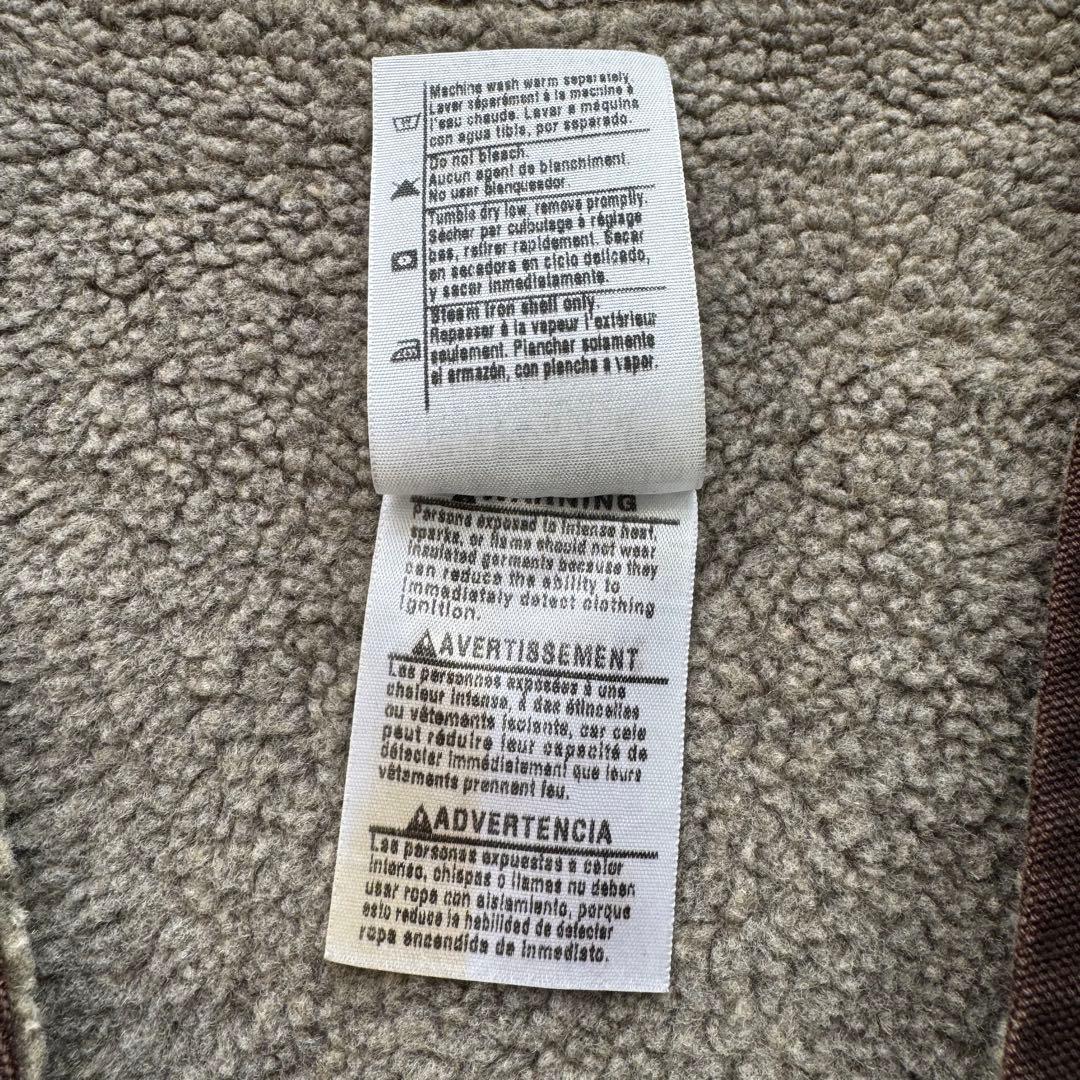 Machine wash warm separately.
Laver séparément à la machine à
l'eau chaude. Lavar a maquina
con agua tibia, por separado.
Do not bleach.
Aucun agent de blanchiment.
No usar blanqueador.
Tumble dry low, remove promptly.
Sécher par culbutage à réglage
bas, retirer rapidement. Secar
en secadora en ciclo delicado,
y sacar inmediatamente.
Steam iron shell only.
Repasser à la vapeur l'extérieur
seulement. Planchar solamente
el armazón, con plancha a vapor.
WARNING
Persons exposed to intense heat,
sparks, or flame should not wear
insulated garments because they
can reduce the ability to
immediately detect clothing
ignition.
AVERTISSEMENT
Les personnes exposées à une
chaleur intense, à des étincelles
ou vêtements isolants, car cela
peut réduire leur capacité de
détecter immédiatement que leurs
vêtements prennent feu.
ADVERTENCIA
Las personas expuestas a calor
intenso, chispas o llamas no deben
usar ropa con aislamiento, porque
esto reduce la habilidad de detectar
ropa encendida de inmediato.